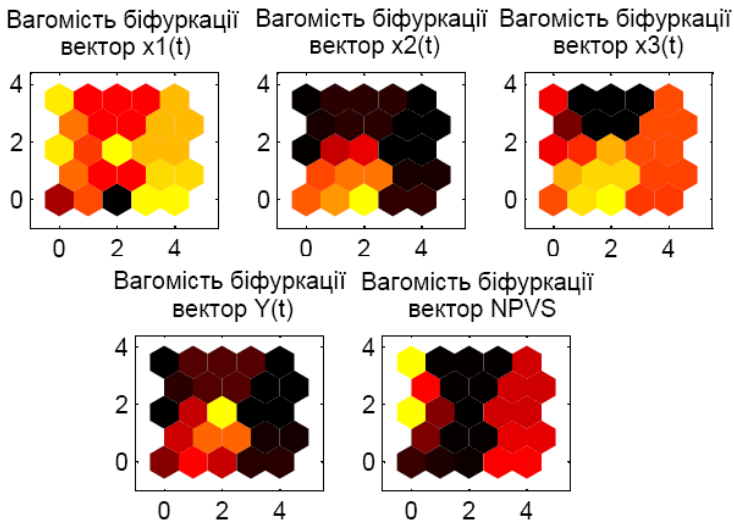 Вагомість біфуркації
вектор x1(t)
Вагомість біфуркації
вектор x2(t)
Вагомість біфуркації
вектор x3(t)
4
2
0
0 2 4
4
2
0
0 2 4
4
2
0
0 2 4
Вагомість біфуркації
вектор Y(t)
Вагомість біфуркації
вектор NPVS
4
2
0
0 2 4
4
2
0
0 2 4